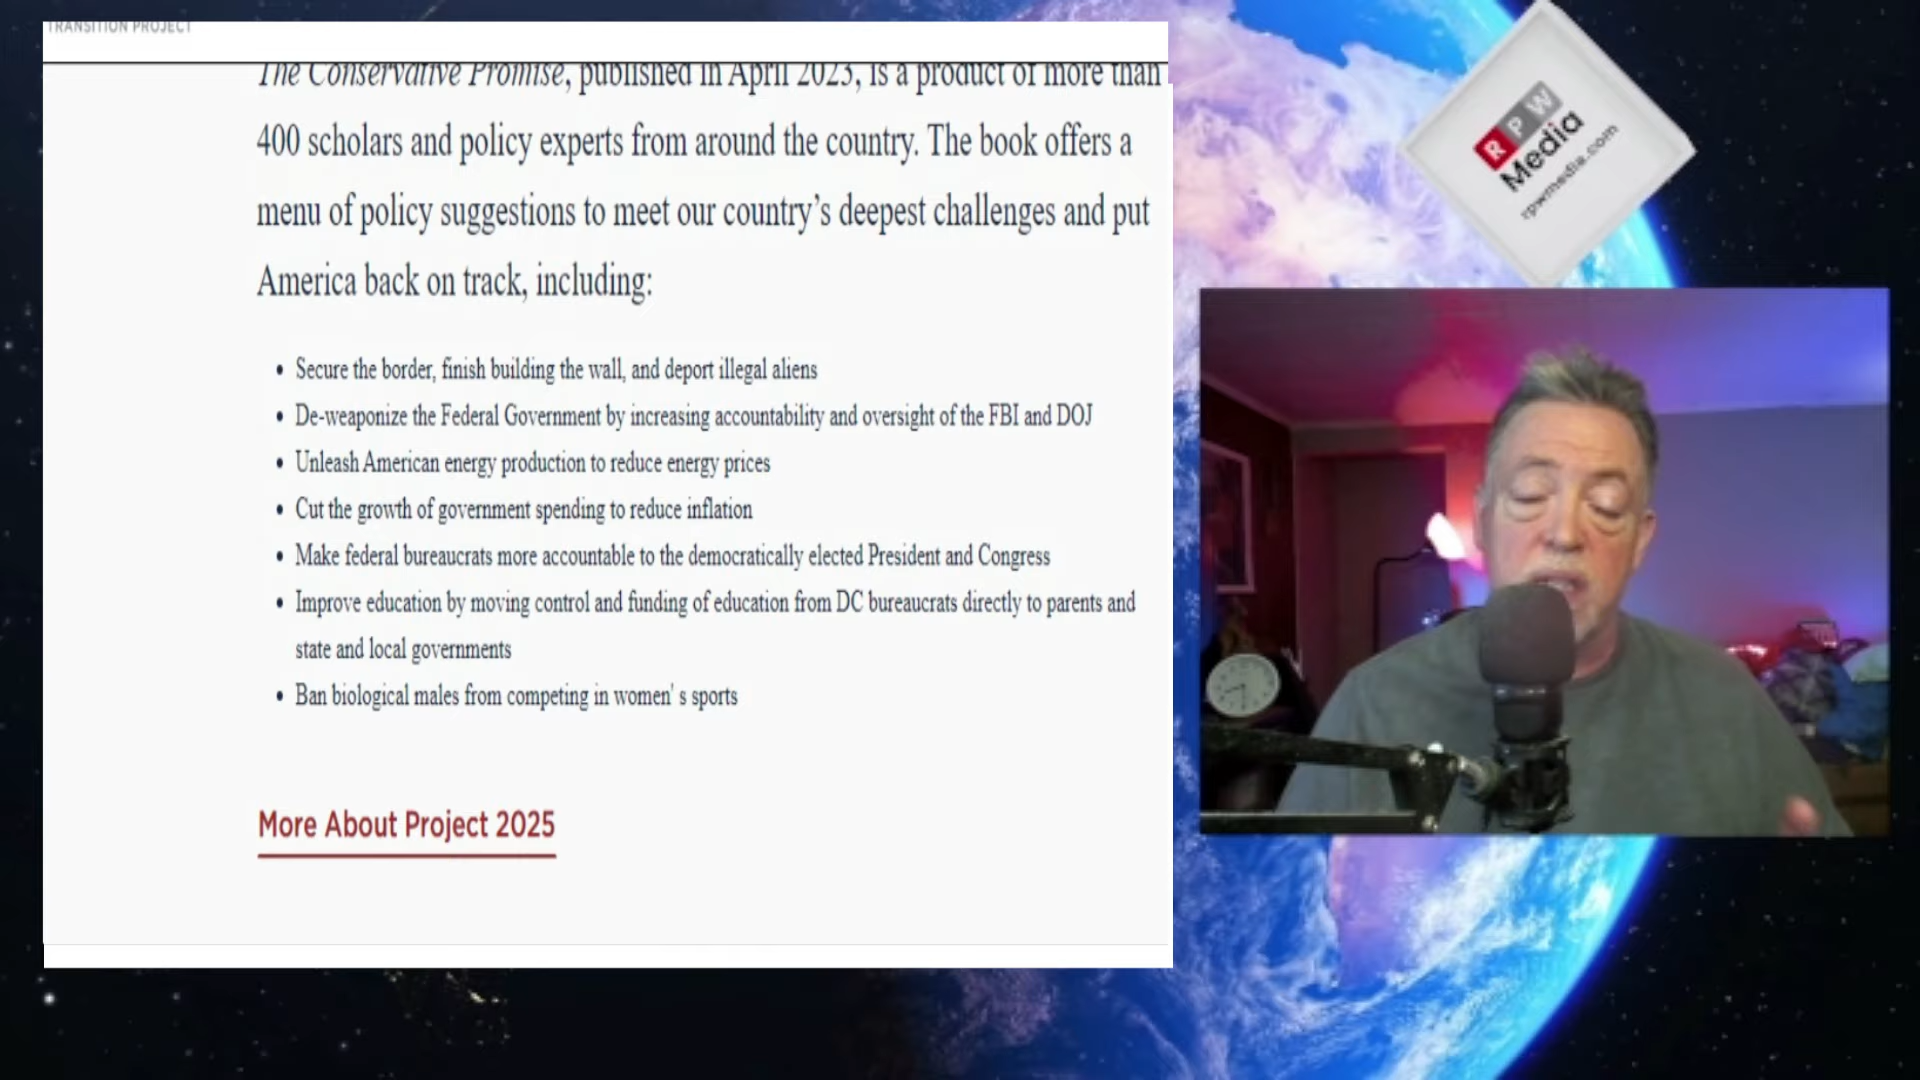 TRANSITION PROJECT
The Conservative Promise, published in April 2023, is a product of more than
400 scholars and policy experts from around the country. The book offers a
menu of policy suggestions to meet our country’s deepest challenges and put
America back on track, including:
• Secure the border, finish building the wall, and deport illegal aliens
• De-weaponize the Federal Government by increasing accountability and oversight of the FBI and DOJ
• Unleash American energy production to reduce energy prices
• Cut the growth of government spending to reduce inflation
• Make federal bureaucrats more accountable to the democratically elected President and Congress
• Improve education by moving control and funding of education from DC bureaucrats directly to parents and
state and local governments
• Ban biological males from competing in women' s sports
More About Project 2025
RPW
Media
rpwmedia.com